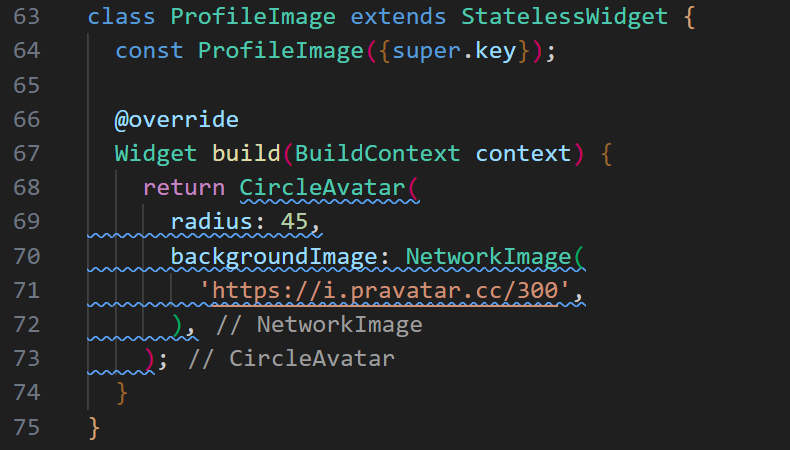 63 class ProfileImage extends StatelessWidget {
64   const ProfileImage({super.key});
65
66   @override
67   Widget build(BuildContext context) {
68     return CircleAvatar(
69       radius: 45,
70       backgroundImage: NetworkImage(
71         'https://i.pravatar.cc/300',
72       ), // NetworkImage
73     ); // CircleAvatar
74   }
75 }